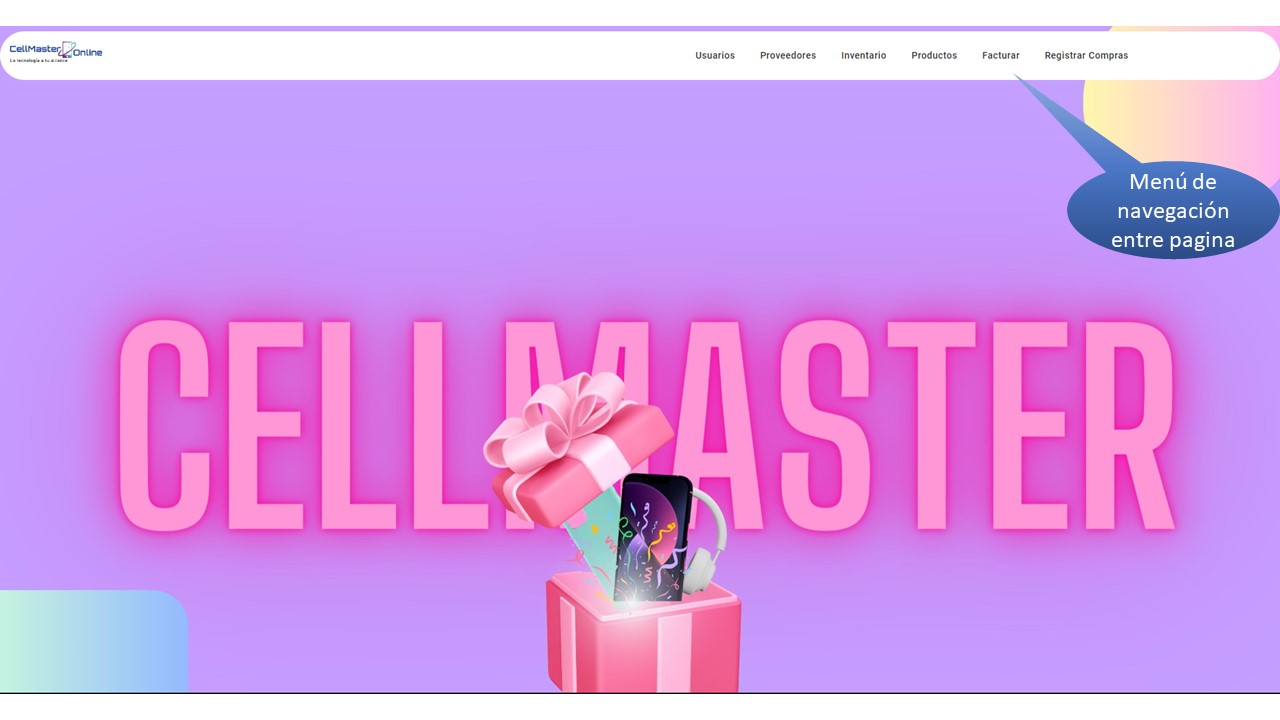 CellMaster Online
La tecnología a tu alcance
Usuarios Proveedores Inventario Productos Facturar Registrar Compras
Menú de
navegación
entre pagina
CELLMASTER